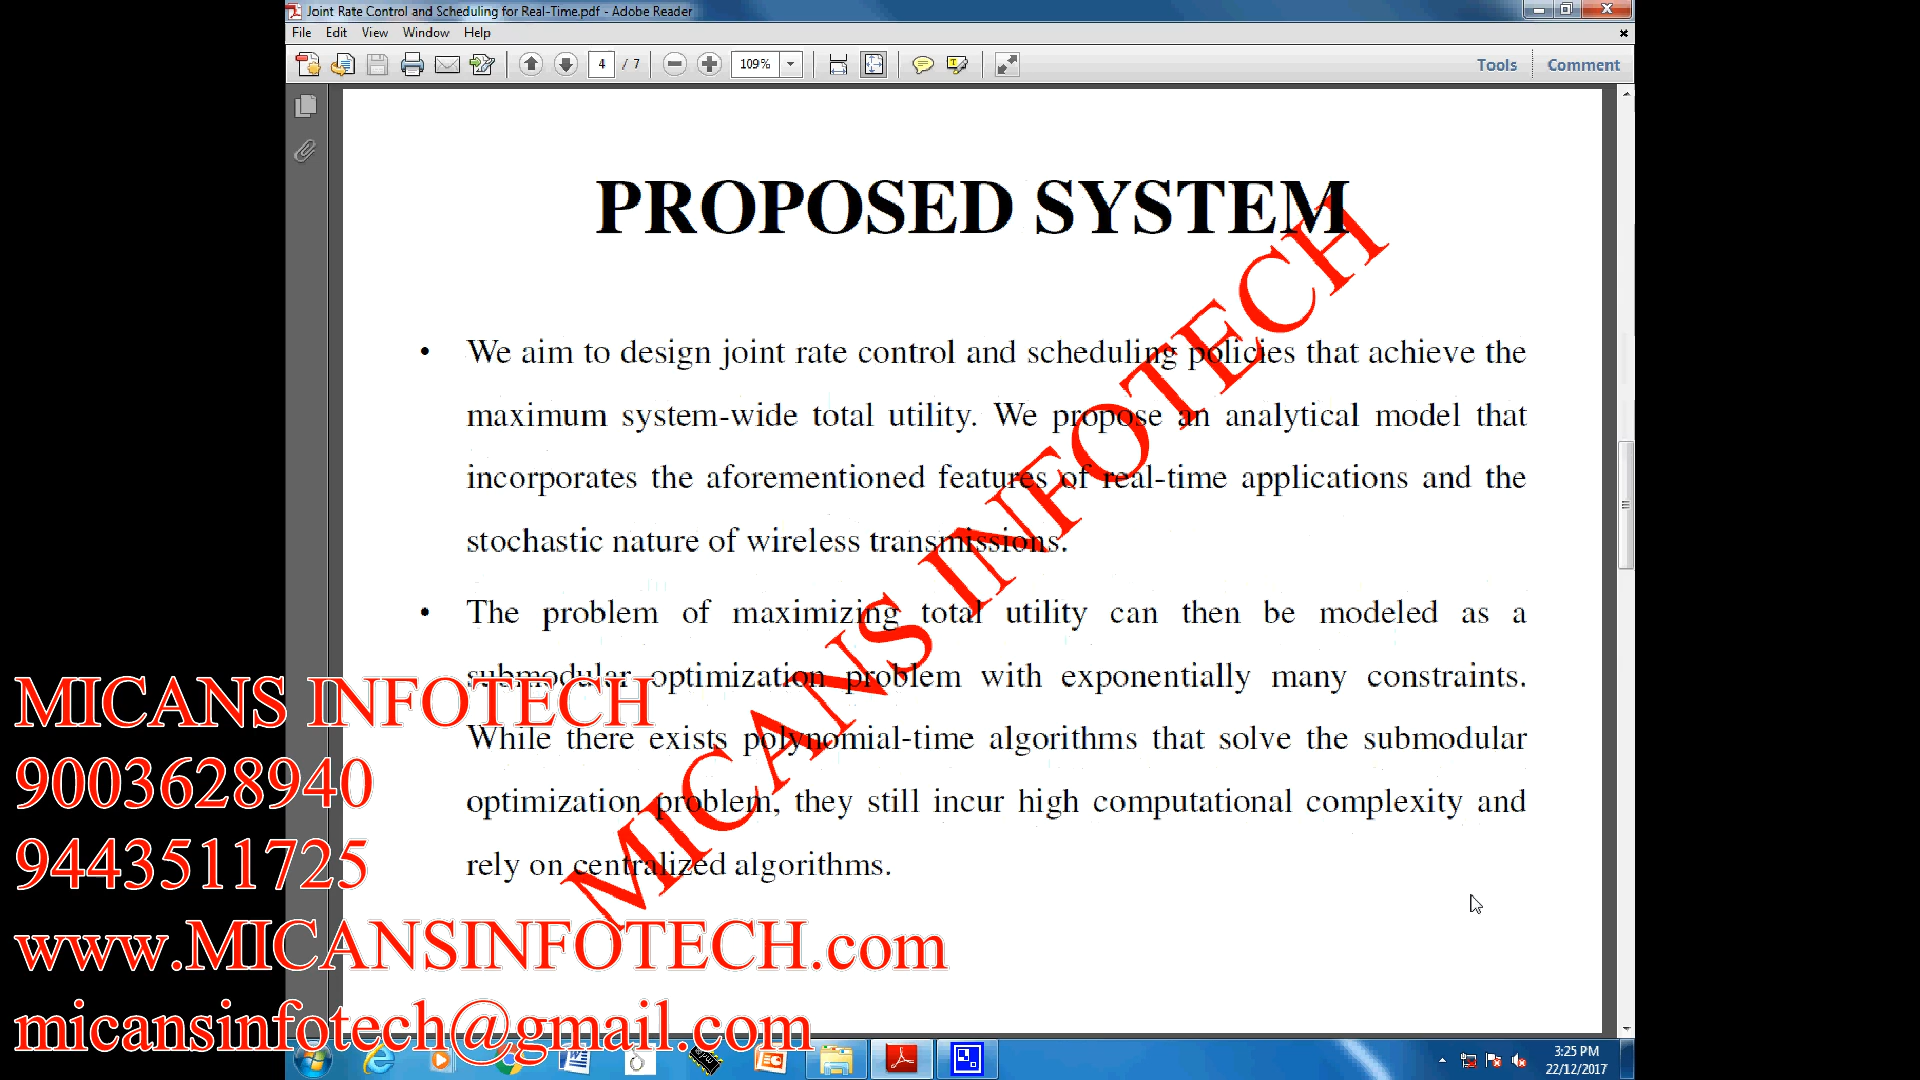 Joint Rate Control and Scheduling for Real-Time.pdf - Adobe Reader
File Edit View Window Help
4 / 7 109% Tools Comment
PROPOSED SYSTEM
• We aim to design joint rate control and scheduling policies that achieve the
maximum system-wide total utility. We propose an analytical model that
incorporates the aforementioned features of real-time applications and the
stochastic nature of wireless transmissions.
• The problem of maximizing total utility can then be modeled as a
submodular optimization problem with exponentially many constraints.
While there exists polynomial-time algorithms that solve the submodular
optimization problem, they still incur high computational complexity and
rely on centralized algorithms.
MICANS INFOTECH
MICANS INFOTECH
9003628940
9443511725
www.MICANSINFOTECH.com
micansinfotech@gmail.com
3:25 PM
22/12/2017